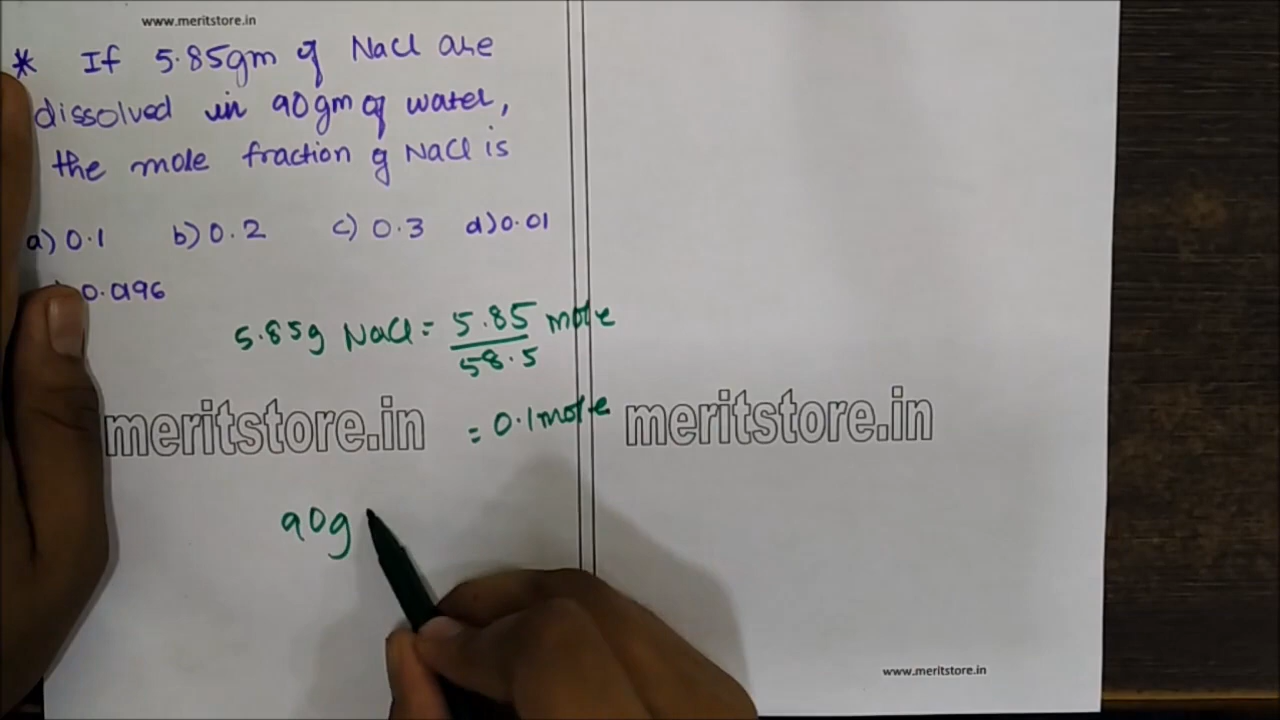 www.meritstore.in
* If 5.85gm of NaCl are
dissolved in 90gm of water,
the mole fraction of NaCl is
a) 0.1 b) 0.2 c) 0.3 d) 0.01
0.0196
5.85g NaCl = 5.85 mole
58.5
= 0.1 mole
meritstore.in meritstore.in
90g
www.meritstore.in